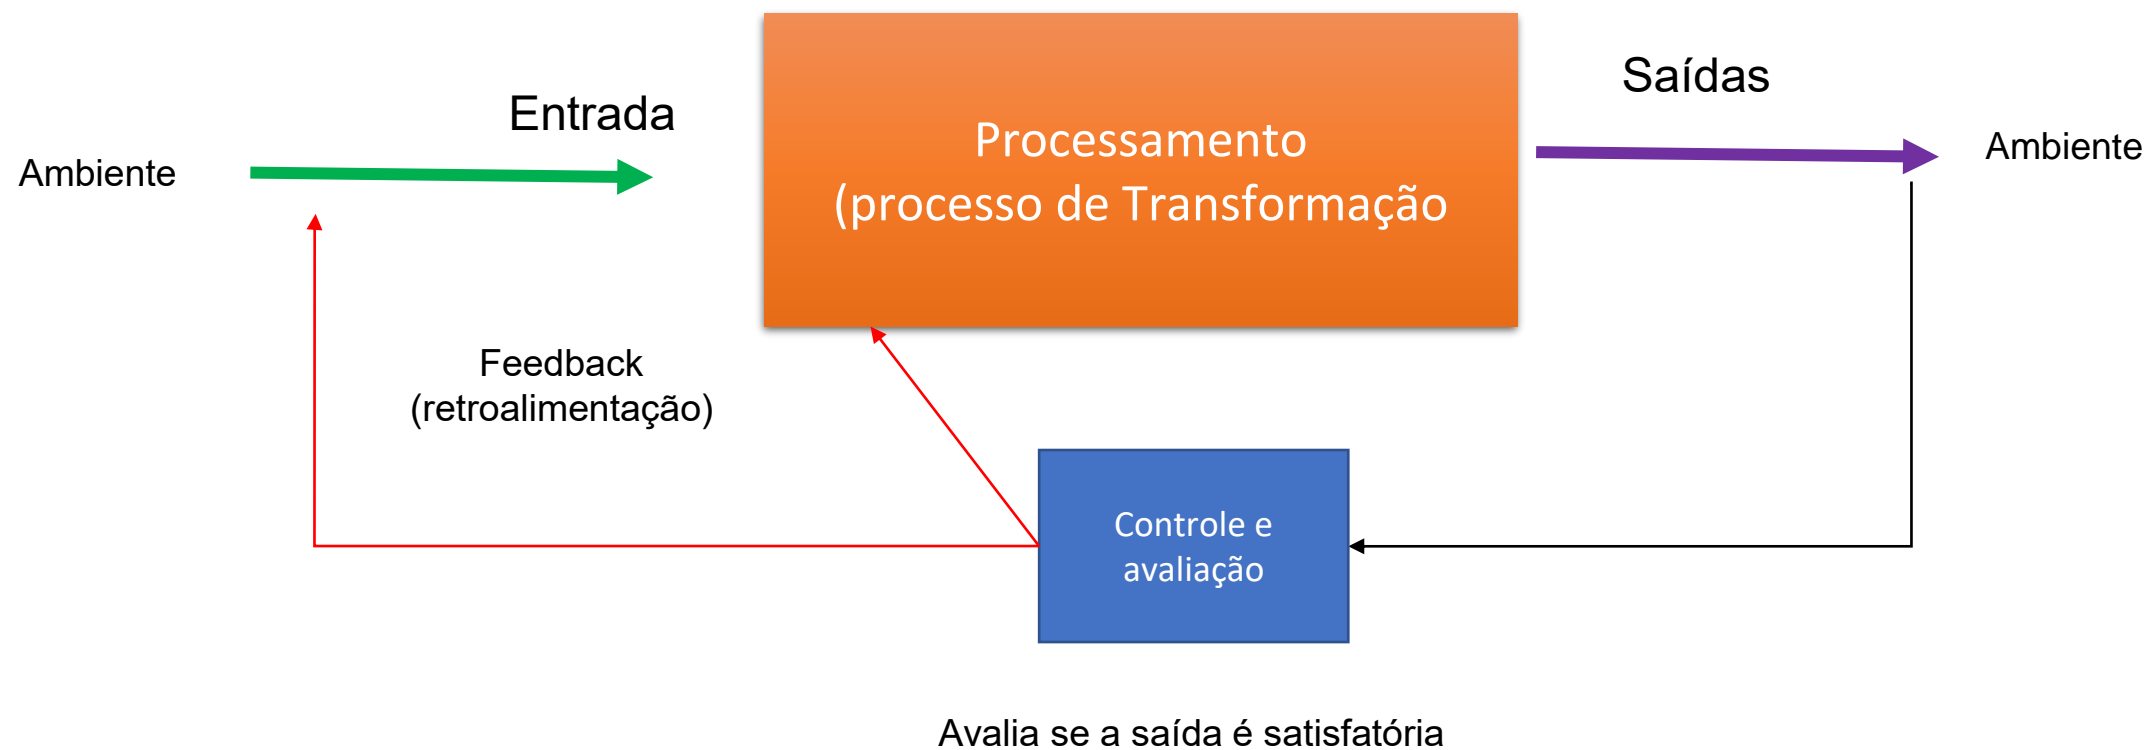 Ambiente
Entrada
Processamento
(processo de Transformação
Saídas
Ambiente
Feedback
(retroalimentação)
Controle e
avaliação
Avalia se a saída é satisfatória